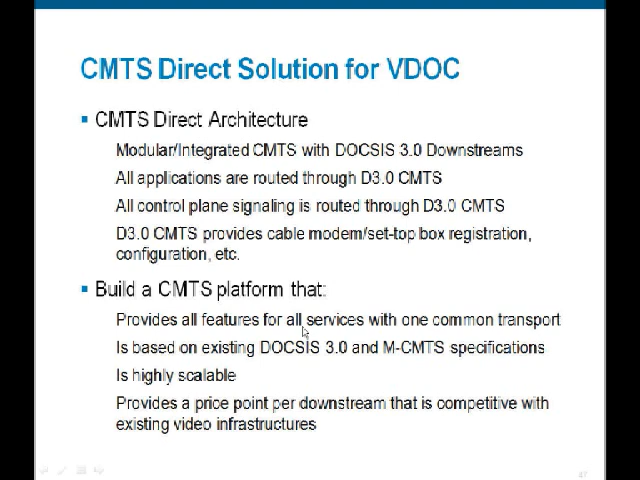 CMTS Direct Solution for VDOC
▪ CMTS Direct Architecture
Modular/Integrated CMTS with DOCSIS 3.0 Downstreams
All applications are routed through D3.0 CMTS
All control plane signaling is routed through D3.0 CMTS
D3.0 CMTS provides cable modem/set-top box registration,
configuration, etc.
▪ Build a CMTS platform that:
Provides all features for all services with one common transport
Is based on existing DOCSIS 3.0 and M-CMTS specifications
Is highly scalable
Provides a price point per downstream that is competitive with
existing video infrastructures